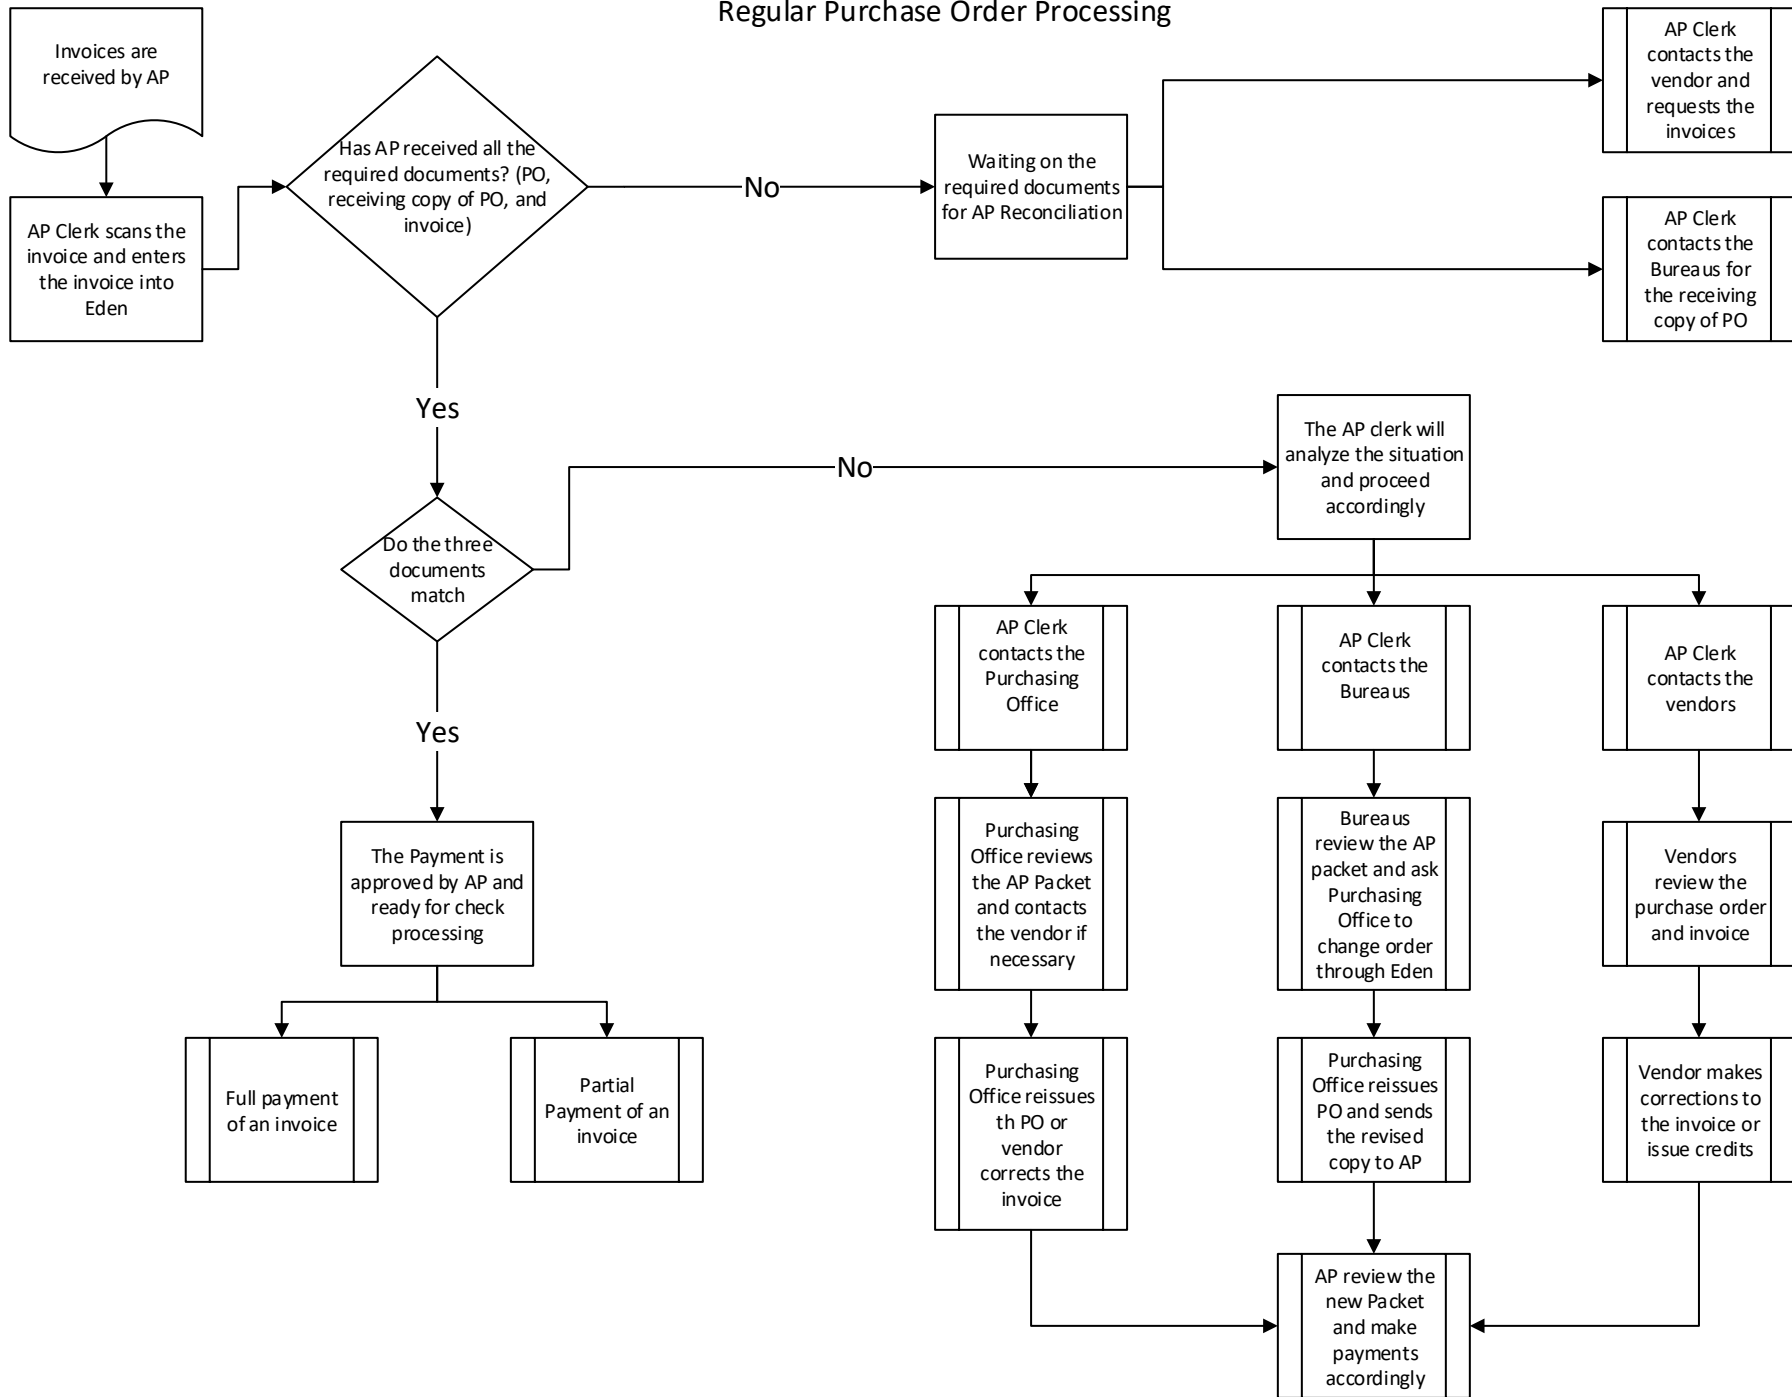 Regular Purchase Order Processing
Invoices are
received by AP
AP Clerk scans the
invoice and enters
the invoice into
Eden
Has AP received all the
required documents? (PO,
receiving copy of PO, and
invoice)
No
Waiting on the
required documents
for AP Reconciliation
AP Clerk
contacts the
vendor and
requests the
invoices
AP Clerk
contacts the
Bureaus for
the receiving
copy of PO
Yes
Do the three
documents
match
No
The AP clerk will
analyze the situation
and proceed
accordingly
Yes
The Payment is
approved by AP and
ready for check
processing
Full payment
of an invoice
Partial
Payment of an
invoice
AP Clerk
contacts the
Purchasing
Office
Purchasing
Office reviews
the AP Packet
and contacts
the vendor if
necessary
Purchasing
Office reissues
th PO or
vendor
corrects the
invoice
AP Clerk
contacts the
Bureaus
Bureaus
review the AP
packet and ask
Purchasing
Office to
change order
through Eden
Purchasing
Office reissues
PO and sends
the revised
copy to AP
AP Clerk
contacts the
vendors
Vendors
review the
purchase order
and invoice
Vendor makes
corrections to
the invoice or
issue credits
AP review the
new Packet
and make
payments
accordingly